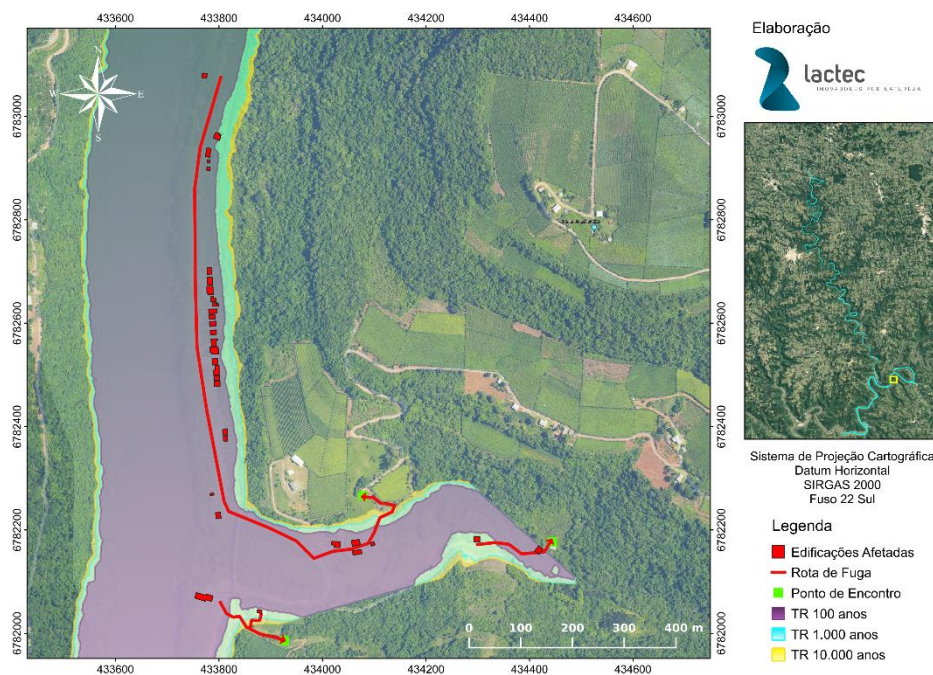 433600 433800 434000 434200 434400 434600
6783000 6782800 6782600 6782400 6782200 6782000
N
E
S
6783000 6782800 6782600 6782400 6782200 6782000
0 100 200 300 400 m
433600 433800 434000 434200 434400 434600
Elaboração
lactec
INOVADORES POR NATUREZA
Sistema de Projeção Cartográfica
Datum Horizontal
SIRGAS 2000
Fuso 22 Sul
Legenda
Edificações Afetadas
Rota de Fuga
Ponto de Encontro
TR 100 anos
TR 1.000 anos
TR 10.000 anos